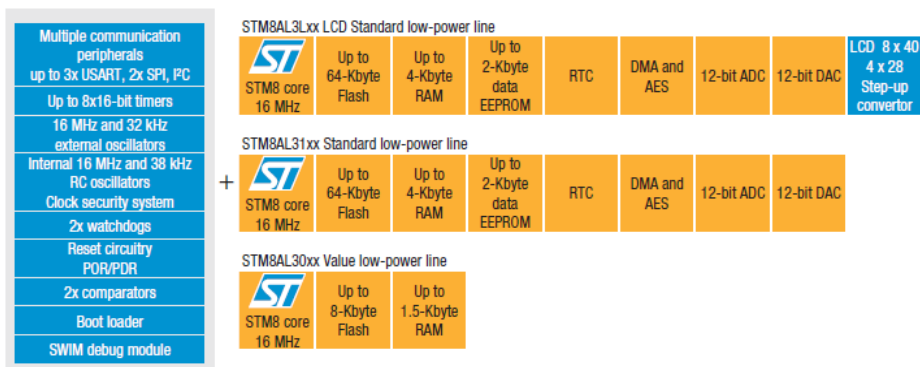 Multiple communication
peripherals
up to 3x USART, 2x SPI, I²C
Up to 8x16-bit timers
16 MHz and 32 kHz
external oscillators
Internal 16 MHz and 38 kHz
RC oscillators
Clock security system
2x watchdogs
Reset circuitry
POR/PDR
2x comparators
Boot loader
SWIM debug module
+
STM8AL3Lxx LCD Standard low-power line
ST
STM8 core
16 MHz
Up to
64-Kbyte
Flash
Up to
4-Kbyte
RAM
Up to
2-Kbyte
data
EEPROM
RTC
DMA and
AES
12-bit ADC
12-bit DAC
LCD 8 x 40
4 x 28
Step-up
convertor
STM8AL31xx Standard low-power line
ST
STM8 core
16 MHz
Up to
64-Kbyte
Flash
Up to
4-Kbyte
RAM
Up to
2-Kbyte
data
EEPROM
RTC
DMA and
AES
12-bit ADC
12-bit DAC
STM8AL30xx Value low-power line
ST
STM8 core
16 MHz
Up to
8-Kbyte
Flash
Up to
1.5-Kbyte
RAM